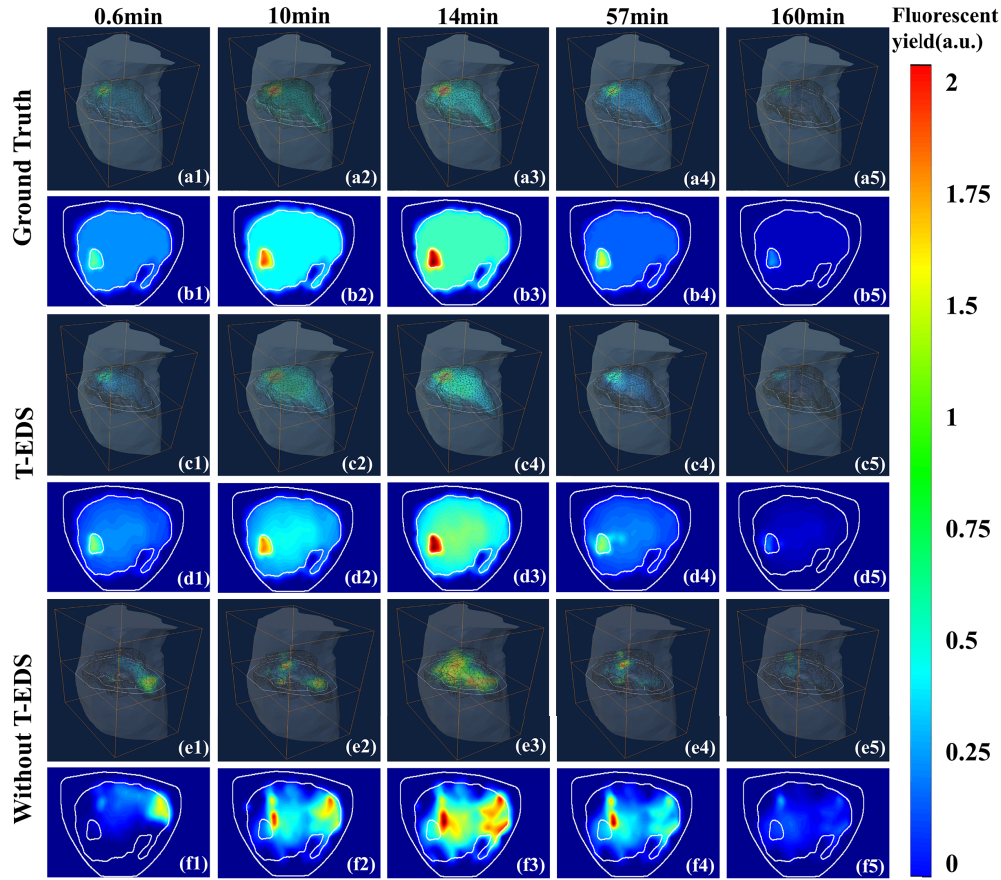 0.6min 10min 14min 57min 160min
Fluorescent
yield(a.u.)
Ground Truth
(a1) (a2) (a3) (a4) (a5)
(b1) (b2) (b3) (b4) (b5)
T-EDS
(c1) (c2) (c4) (c4) (c5)
(d1) (d2) (d3) (d4) (d5)
Without T-EDS
(e1) (e2) (e3) (e4) (e5)
(f1) (f2) (f3) (f4) (f5)
2
1.75
1.5
1
0.75
0.5
0.25
0